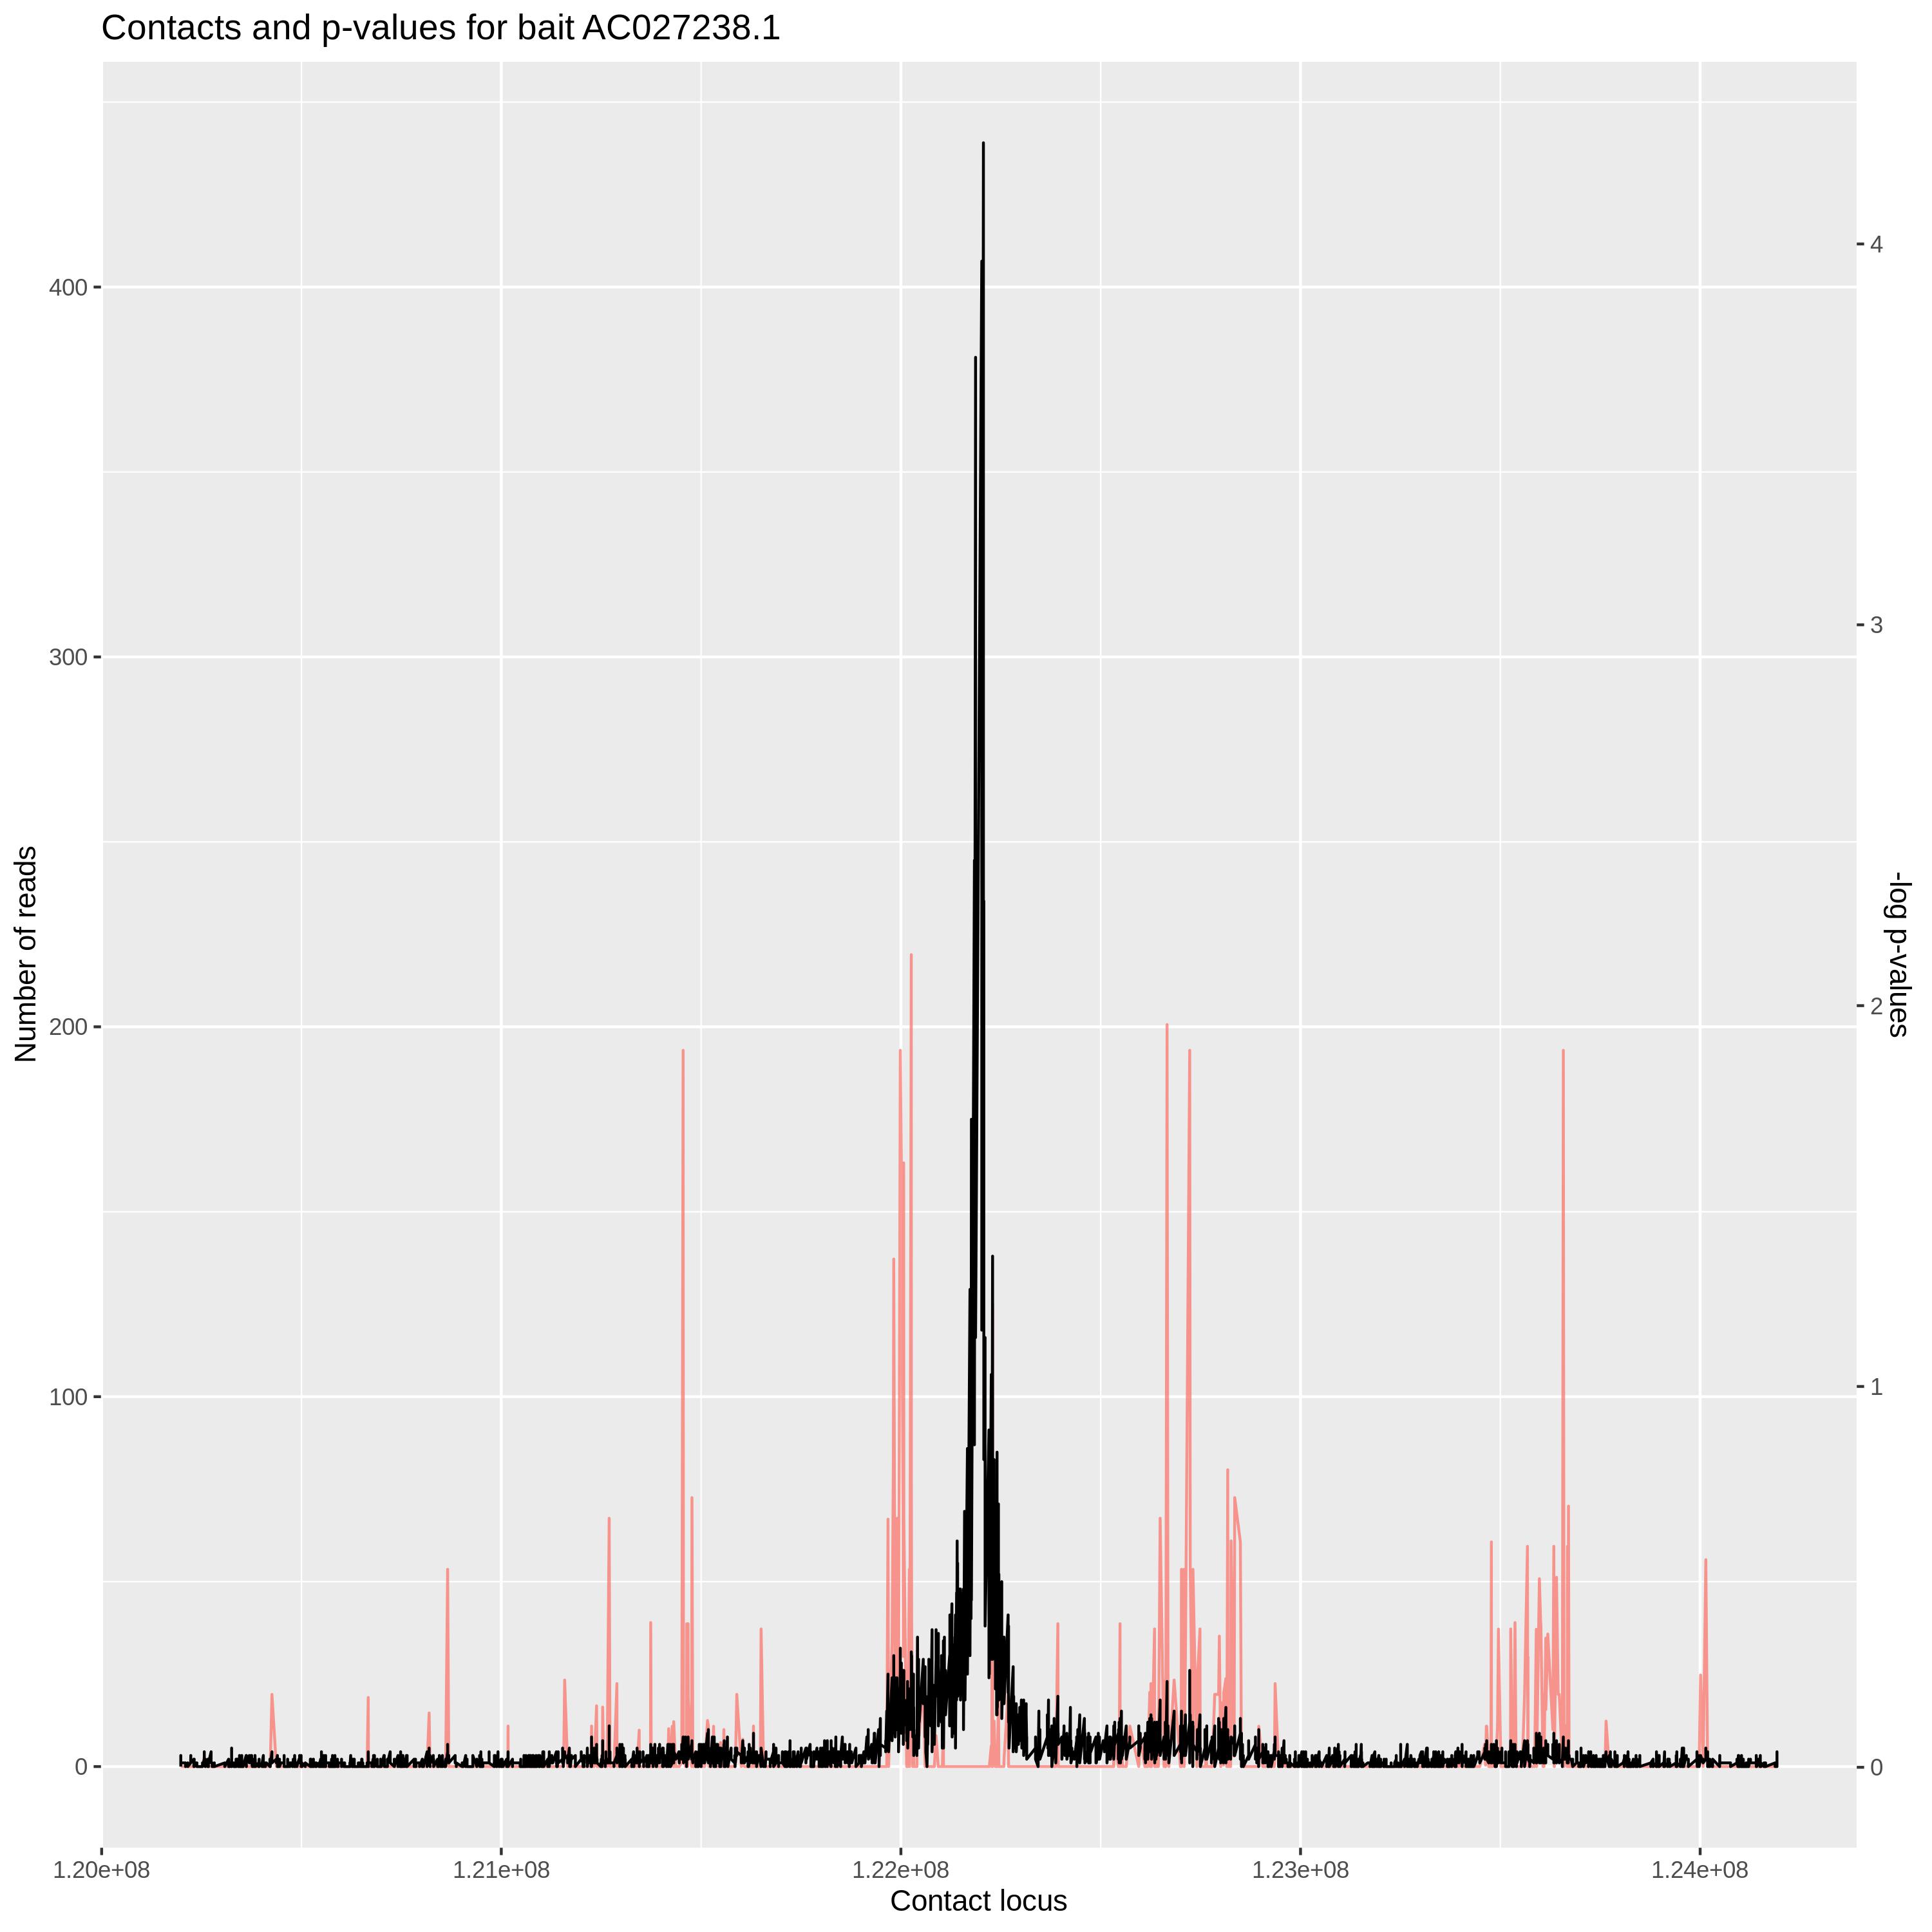 Contacts and p-values for bait AC027238.1
400
300
200
100
0
Number of reads
4
3
2
1
0
-log p-values
1.20e+08
1.21e+08
1.22e+08
1.23e+08
1.24e+08
Contact locus